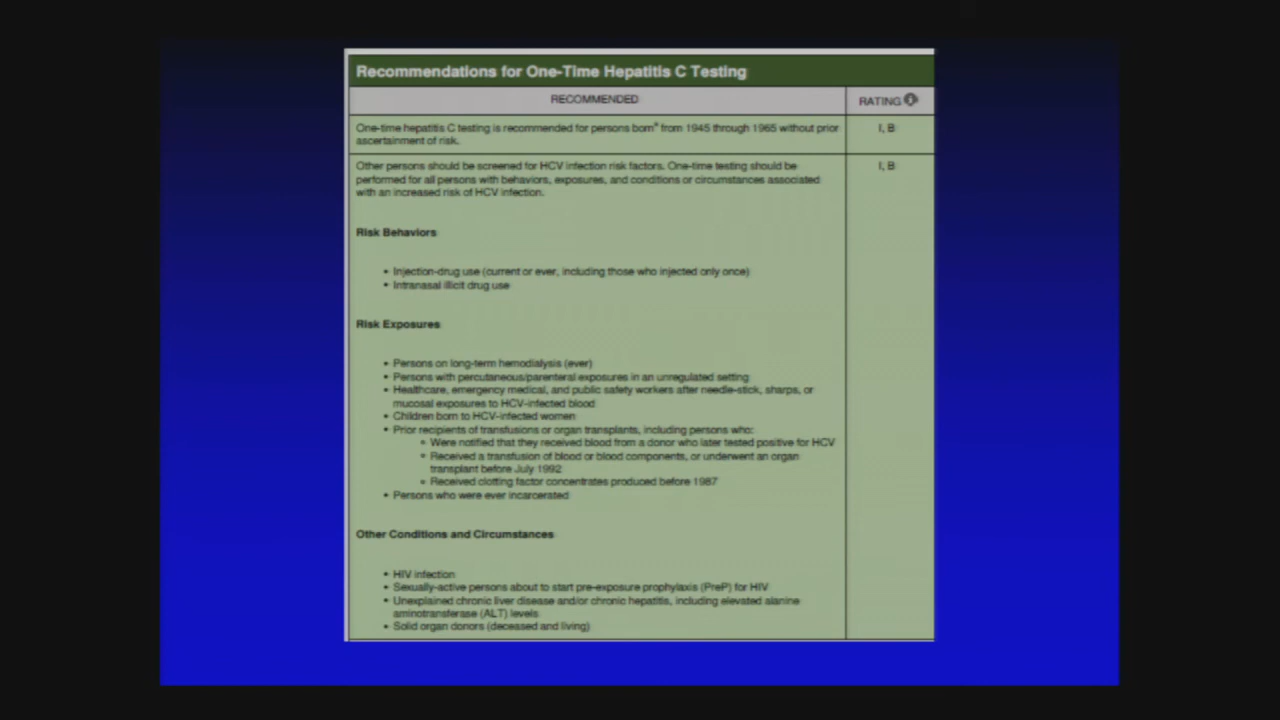 Recommendations for One-Time Hepatitis C Testing
RECOMMENDED
RATING
One-time hepatitis C testing is recommended for persons born* from 1945 through 1965 without prior
ascertainment of risk.
I, B
Other persons should be screened for HCV infection risk factors. One-time testing should be
performed for all persons with behaviors, exposures, and conditions or circumstances associated
with an increased risk of HCV infection.
I, B
Risk Behaviors
• Injection-drug use (current or ever, including those who injected only once)
• Intranasal illicit drug use
Risk Exposures
• Persons on long-term hemodialysis (ever)
• Persons with percutaneous/parenteral exposures in an unregulated setting
• Healthcare, emergency medical, and public safety workers after needle-stick, sharps, or
mucosal exposures to HCV-infected blood
• Children born to HCV-infected women
• Prior recipients of transfusions or organ transplants, including persons who:
Were notified that they received blood from a donor who later tested positive for HCV
Received a transfusion of blood or blood components, or underwent an organ
transplant before July 1992
Received clotting factor concentrates produced before 1987
• Persons who were ever incarcerated
Other Conditions and Circumstances
• HIV infection
• Sexually-active persons about to start pre-exposure prophylaxis (PreP) for HIV
• Unexplained chronic liver disease and/or chronic hepatitis, including elevated alanine
aminotransferase (ALT) levels
• Solid organ donors (deceased and living)